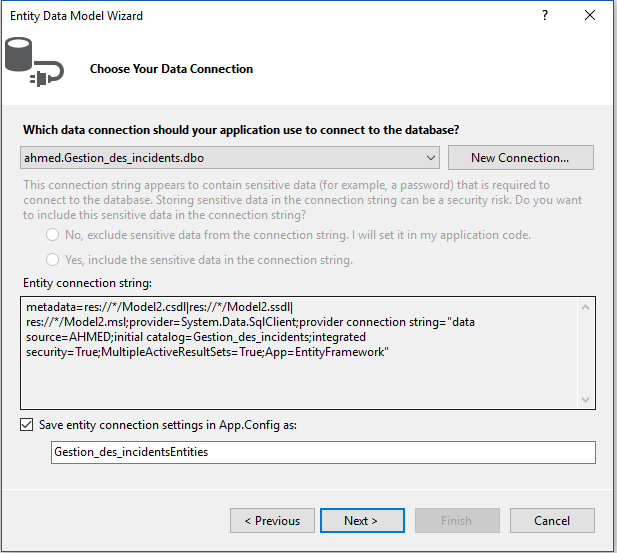 Entity Data Model Wizard
?
Choose Your Data Connection
Which data connection should your application use to connect to the database?
ahmed.Gestion_des_incidents.dbo
New Connection...
This connection string appears to contain sensitive data (for example, a password) that is required to
connect to the database. Storing sensitive data in the connection string can be a security risk. Do you want
to include this sensitive data in the connection string?
No, exclude sensitive data from the connection string. I will set it in my application code.
Yes, include the sensitive data in the connection string.
Entity connection string:
metadata=res://*/Model2.csdl|res://*/Model2.ssdl|
res://*/Model2.msl;provider=System.Data.SqlClient;provider connection string="data
source=AHMED;initial catalog=Gestion_des_incidents;integrated
security=True;MultipleActiveResultSets=True;App=EntityFramework"
Save entity connection settings in App.Config as:
Gestion_des_incidentsEntities
< Previous
Next >
Finish
Cancel